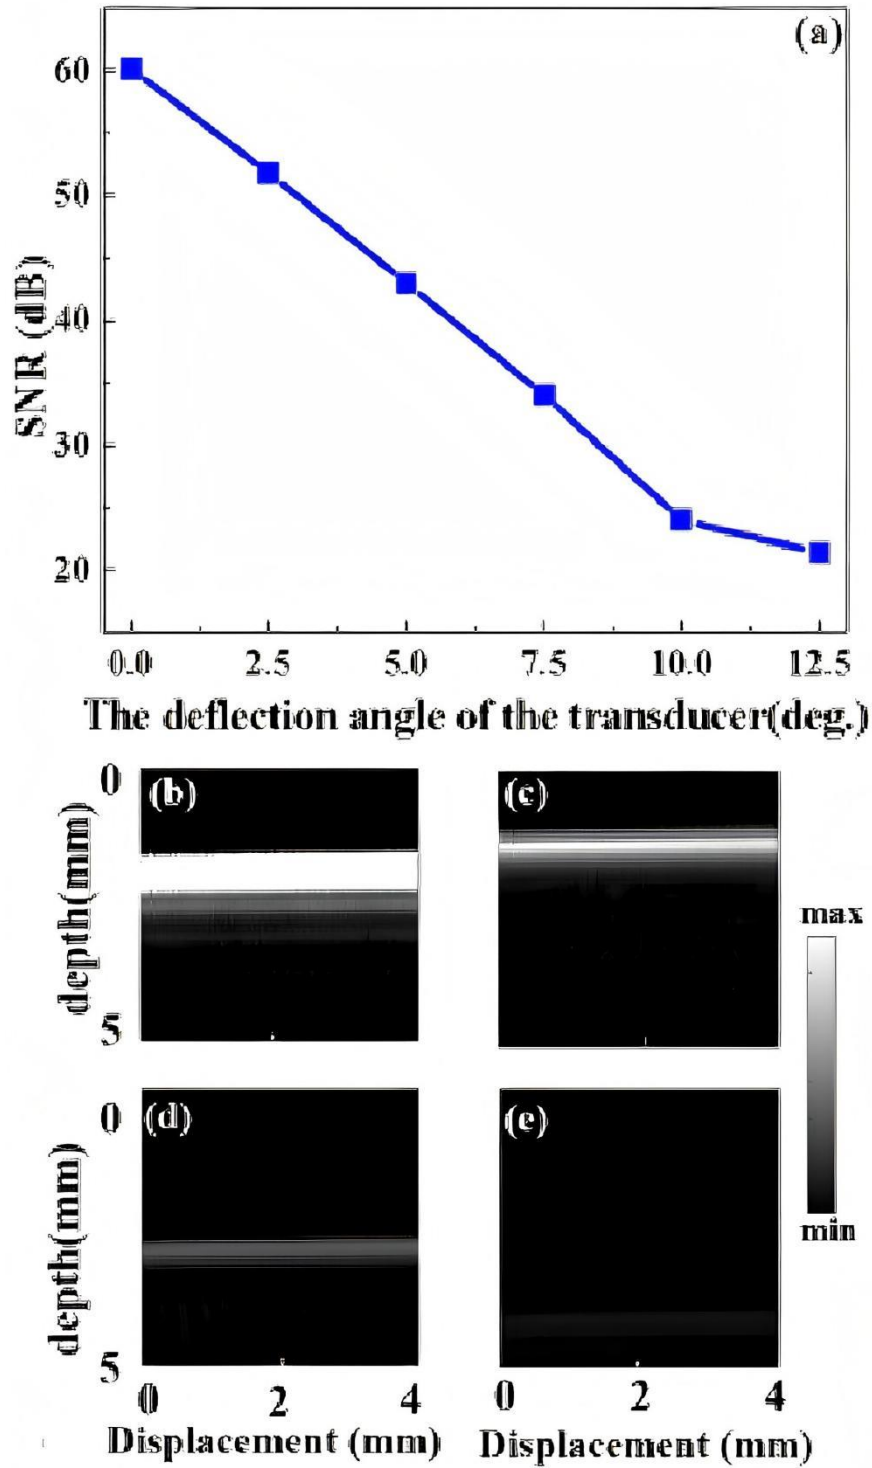 (a)
60
50
40
30
20
SNR (dB)
0.0 2.5 5.0 7.5 10.0 12.5
The deflection angle of the transducer(deg.)
0 (b) (c)
depth(mm)
5
max
min
0 (d) (e)
depth(mm)
5
0 2 4 0 2 4
Displacement (mm) Displacement (mm)